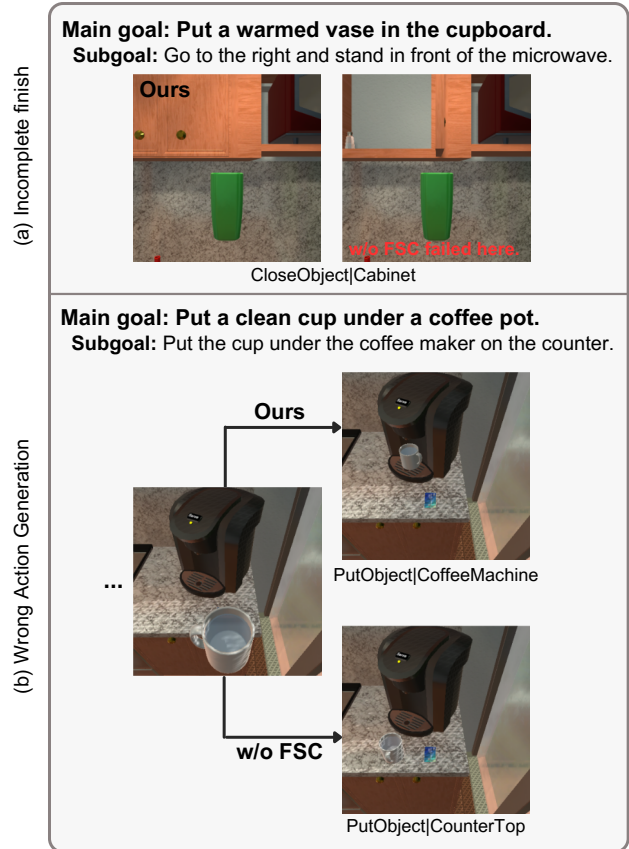 (a) Incomplete finish
Main goal: Put a warmed vase in the cupboard.
Subgoal: Go to the right and stand in front of the microwave.
Ours
w/o FSC failed here.
CloseObject|Cabinet
(b) Wrong Action Generation
Main goal: Put a clean cup under a coffee pot.
Subgoal: Put the cup under the coffee maker on the counter.
Ours
...
PutObject|CoffeeMachine
w/o FSC
PutObject|CounterTop